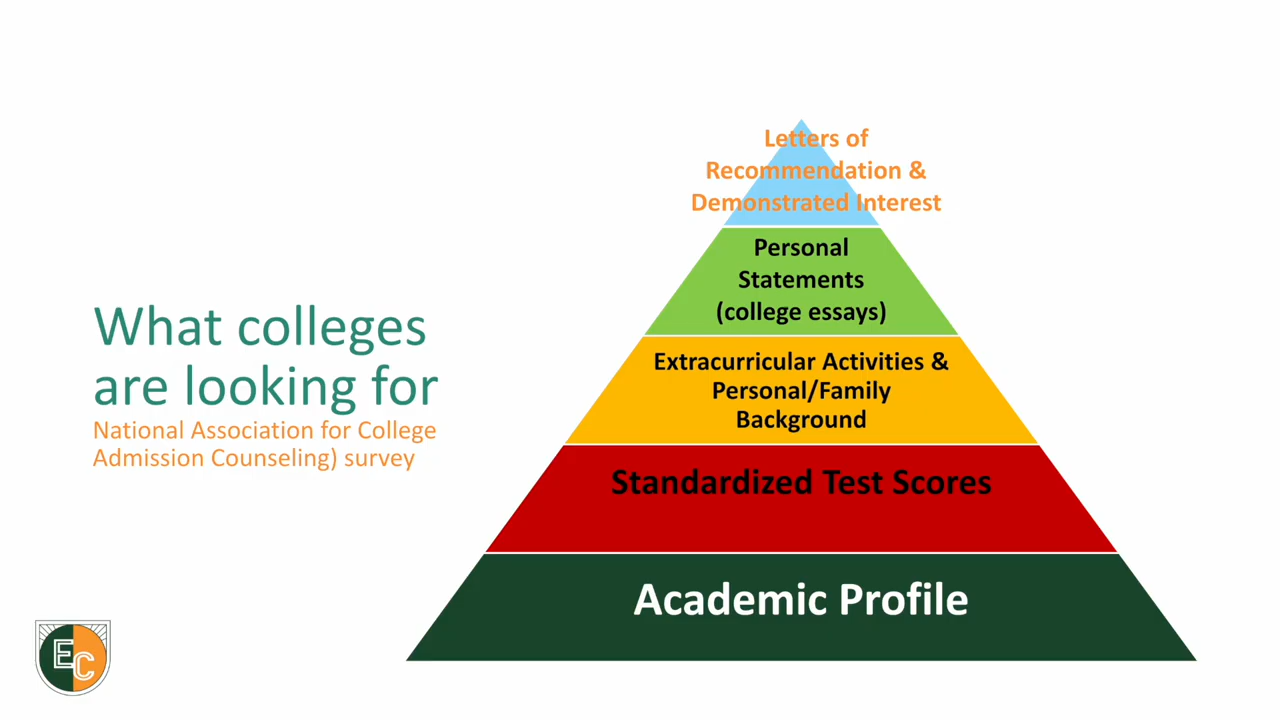 What colleges
are looking for
National Association for College
Admission Counseling) survey
Letters of
Recommendation &
Demonstrated Interest
Personal
Statements
(college essays)
Extracurricular Activities &
Personal/Family
Background
Standardized Test Scores
Academic Profile
EC